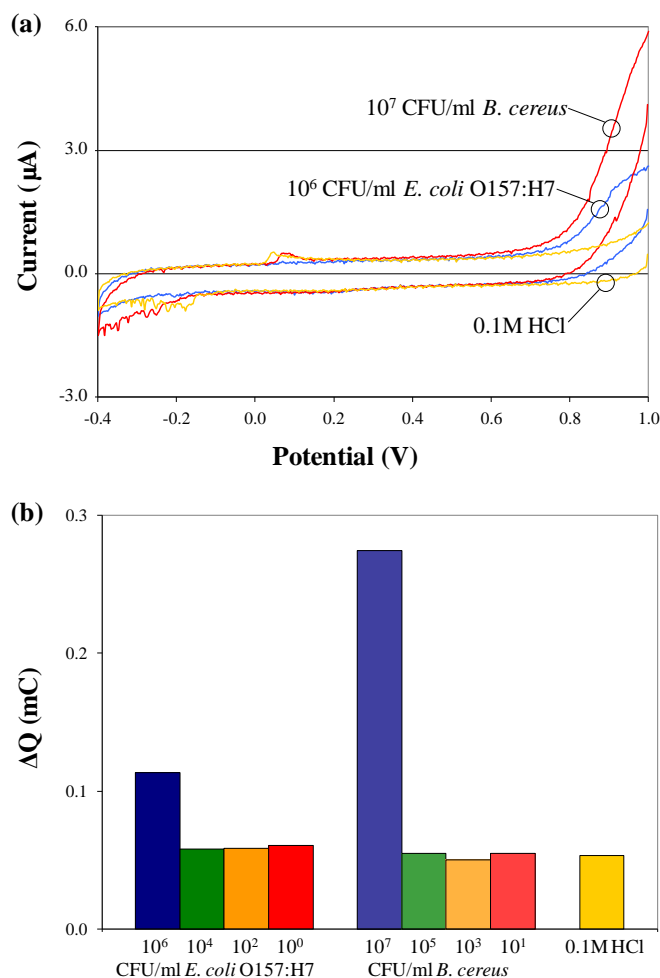 (a)
6.0
10⁷ CFU/ml B. cereus
3.0
10⁶ CFU/ml E. coli O157:H7
Current (µA)
0.0
0.1M HCl
-3.0
-0.4 -0.2 0.0 0.2 0.4 0.6 0.8 1.0
Potential (V)
(b)
0.3
0.2
ΔQ (mC)
0.1
0.0
10⁶ 10⁴ 10² 10⁰ 10⁷ 10⁵ 10³ 10¹ 0.1M HCl
CFU/ml E. coli O157:H7 CFU/ml B. cereus